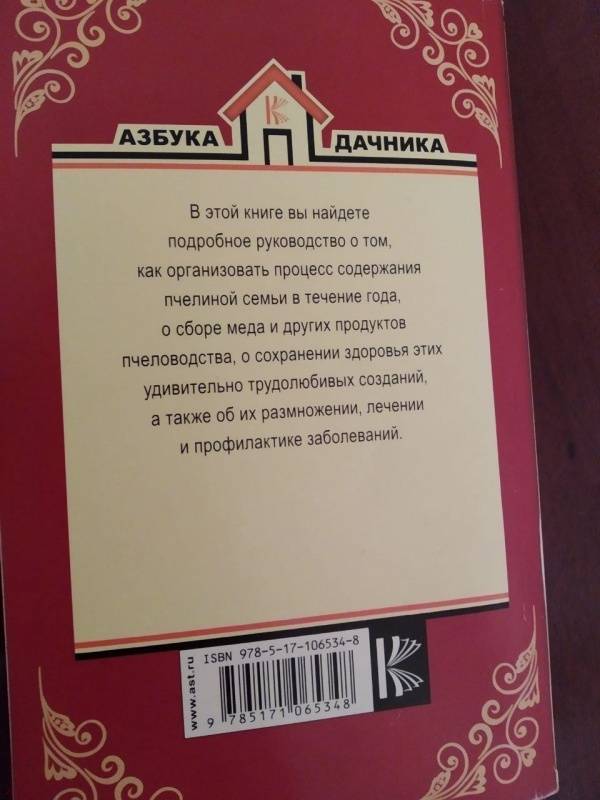 К
АЗБУКА ДАЧНИКА
В этой книге вы найдете
подробное руководство о том,
как организовать процесс содержания
пчелиной семьи в течение года,
о сборе меда и других продуктов
пчеловодства, о сохранении здоровья этих
удивительно трудолюбивых созданий,
а также об их размножении, лечении
и профилактике заболеваний.
www.ast.ru
ISBN 978-5-17-106534-8
9 785171 065348